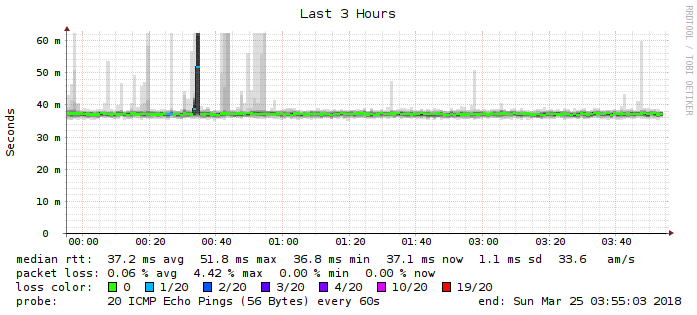 Last 3 Hours
RRDTOOL / TOBI OETIKER
Seconds
60 m
50 m
40 m
30 m
20 m
10 m
0
00:00 00:20 00:40 01:00 01:20 01:40 02:00 02:20 02:40 03:00 03:20 03:40
median rtt: 37.2 ms avg 51.8 ms max 36.8 ms min 37.1 ms now 1.1 ms sd 33.6 am/s
packet loss: 0.06 % avg 4.42 % max 0.00 % min 0.00 % now
loss color: 0 1/20 2/20 3/20 4/20 10/20 19/20
probe: 20 ICMP Echo Pings (56 Bytes) every 60s end: Sun Mar 25 03:55:03 2018